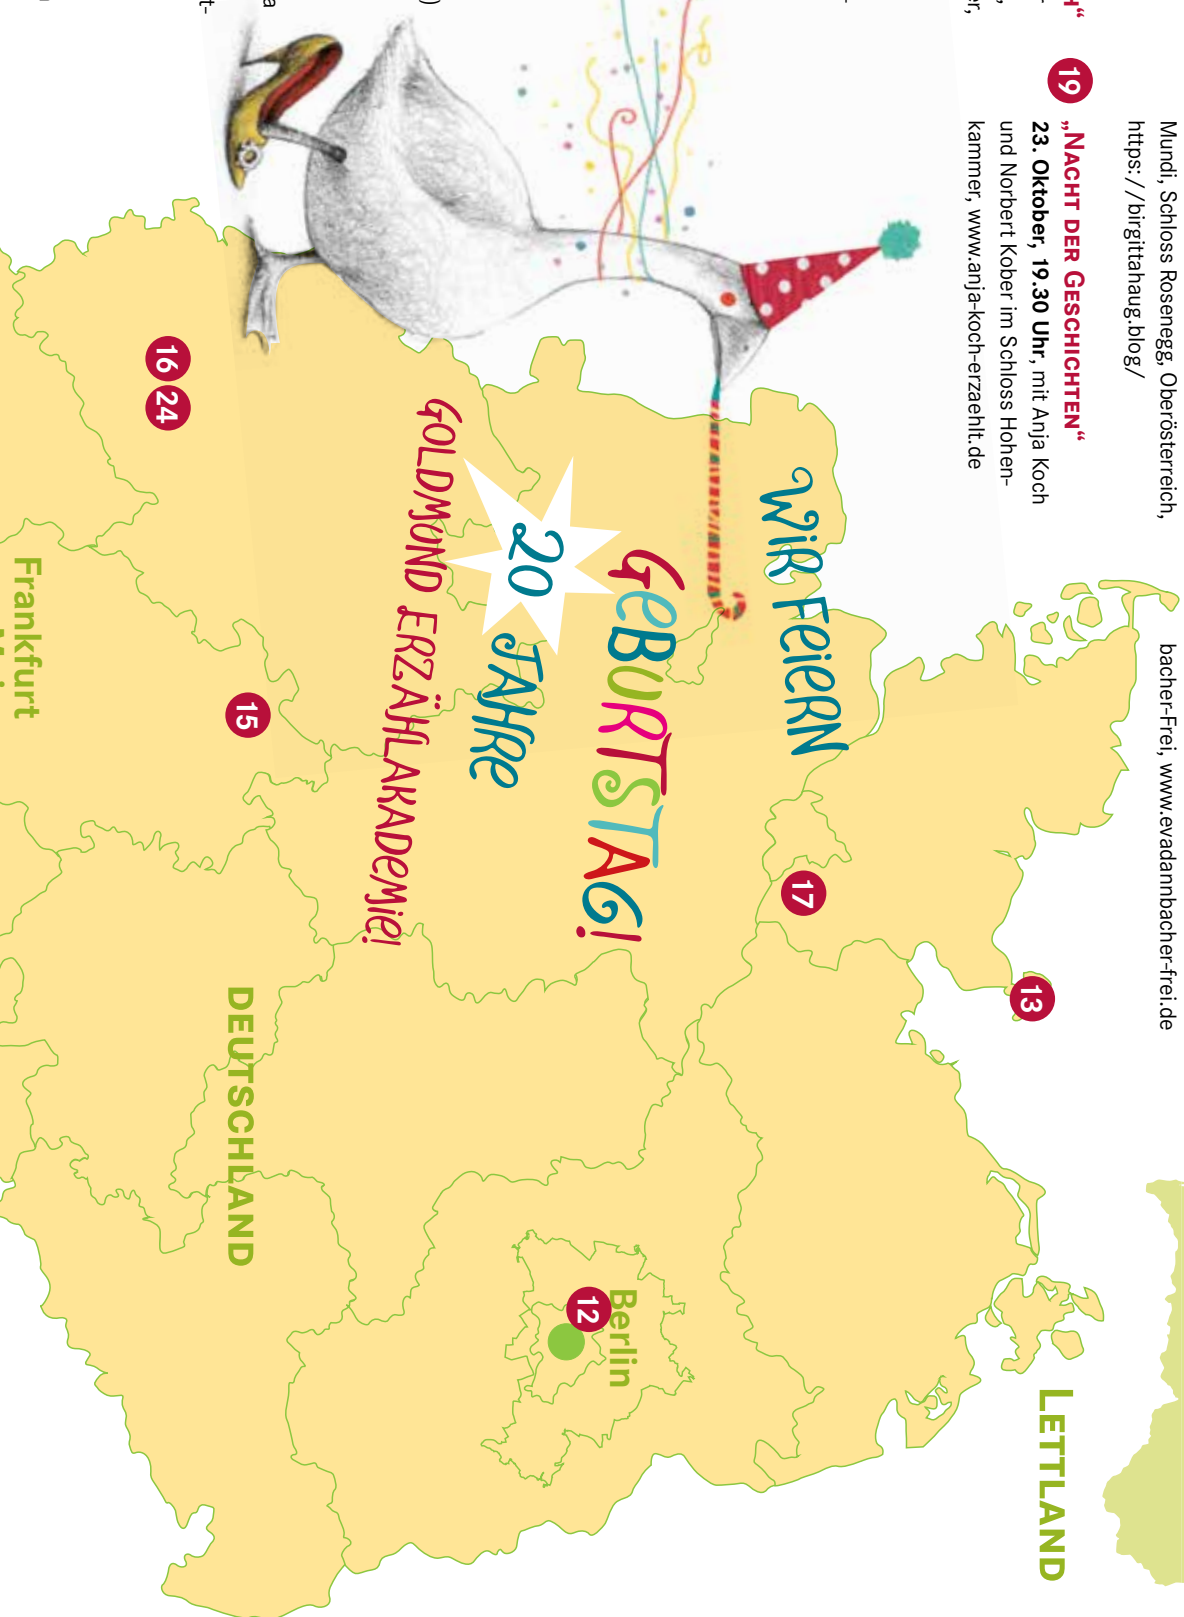 Mundi, Schloss Rosenegg, Oberösterreich,
https://birgittahaug.blog/
19 „NACHT DER GESCHICHTEN“
23. Oktober, 19.30 Uhr, mit Anja Koch
und Norbert Kober im Schloss Hohen-
kammer, www.anja-koch-erzaehlt.de
bacher-Frei, www.evadannbacher-frei.de
WIR FEIERN
GEBURTSTAG!
20 JAHRE
GOLDMUND ERZÄHLAKADEMIE!
LETTLAND
13
17
Berlin
12
15
DEUTSCHLAND
16 24
Frankfurt